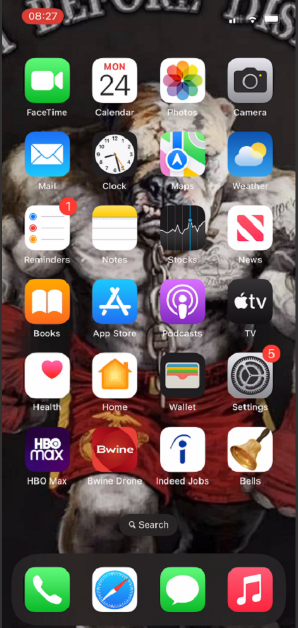 BEFORE DIS
08:27
FaceTime
MON
24
Calendar
Photos
Camera
Mail
Clock
Maps
Weather
1
Reminders
Notes
Stocks
News
Books
App Store
Podcasts
tv
TV
Health
Home
Wallet
5
Settings
HBO
max
HBO Max
Bwine
Bwine Drone
i
Indeed Jobs
Bells
Search